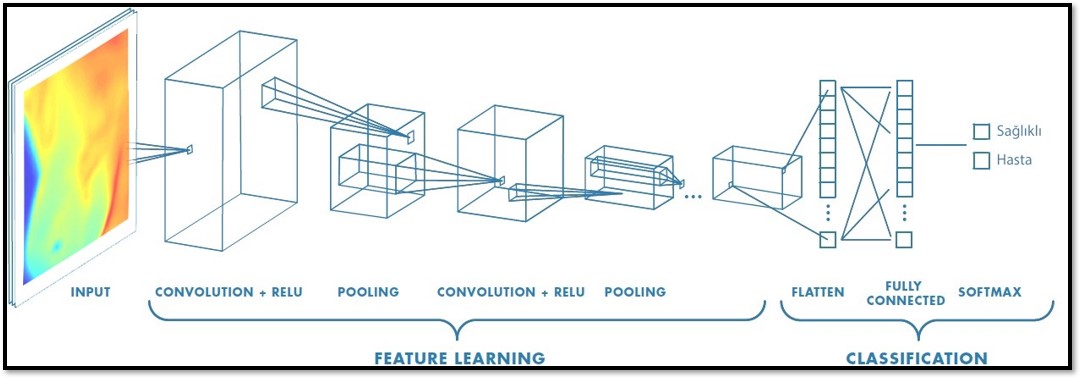 Sağlıklı
Hasta
...
INPUT
CONVOLUTION + RELU
POOLING
CONVOLUTION + RELU
POOLING
FLATTEN
FULLY
CONNECTED
SOFTMAX
FEATURE LEARNING
CLASSIFICATION